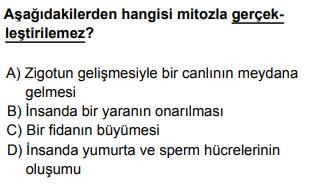 Aşağıdakilerden hangisi mitozla gerçek-
leştirilemez?
A) Zigotun gelişmesiyle bir canlının meydana
gelmesi
B) İnsanda bir yaranın onarılması
C) Bir fidanın büyümesi
D) İnsanda yumurta ve sperm hücrelerinin
oluşumu